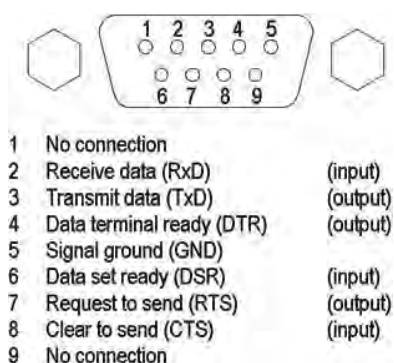 1 2 3 4 5
6 7 8 9
1 No connection
2 Receive data (RxD) (input)
3 Transmit data (TxD) (output)
4 Data terminal ready (DTR) (output)
5 Signal ground (GND)
6 Data set ready (DSR) (input)
7 Request to send (RTS) (output)
8 Clear to send (CTS) (input)
9 No connection